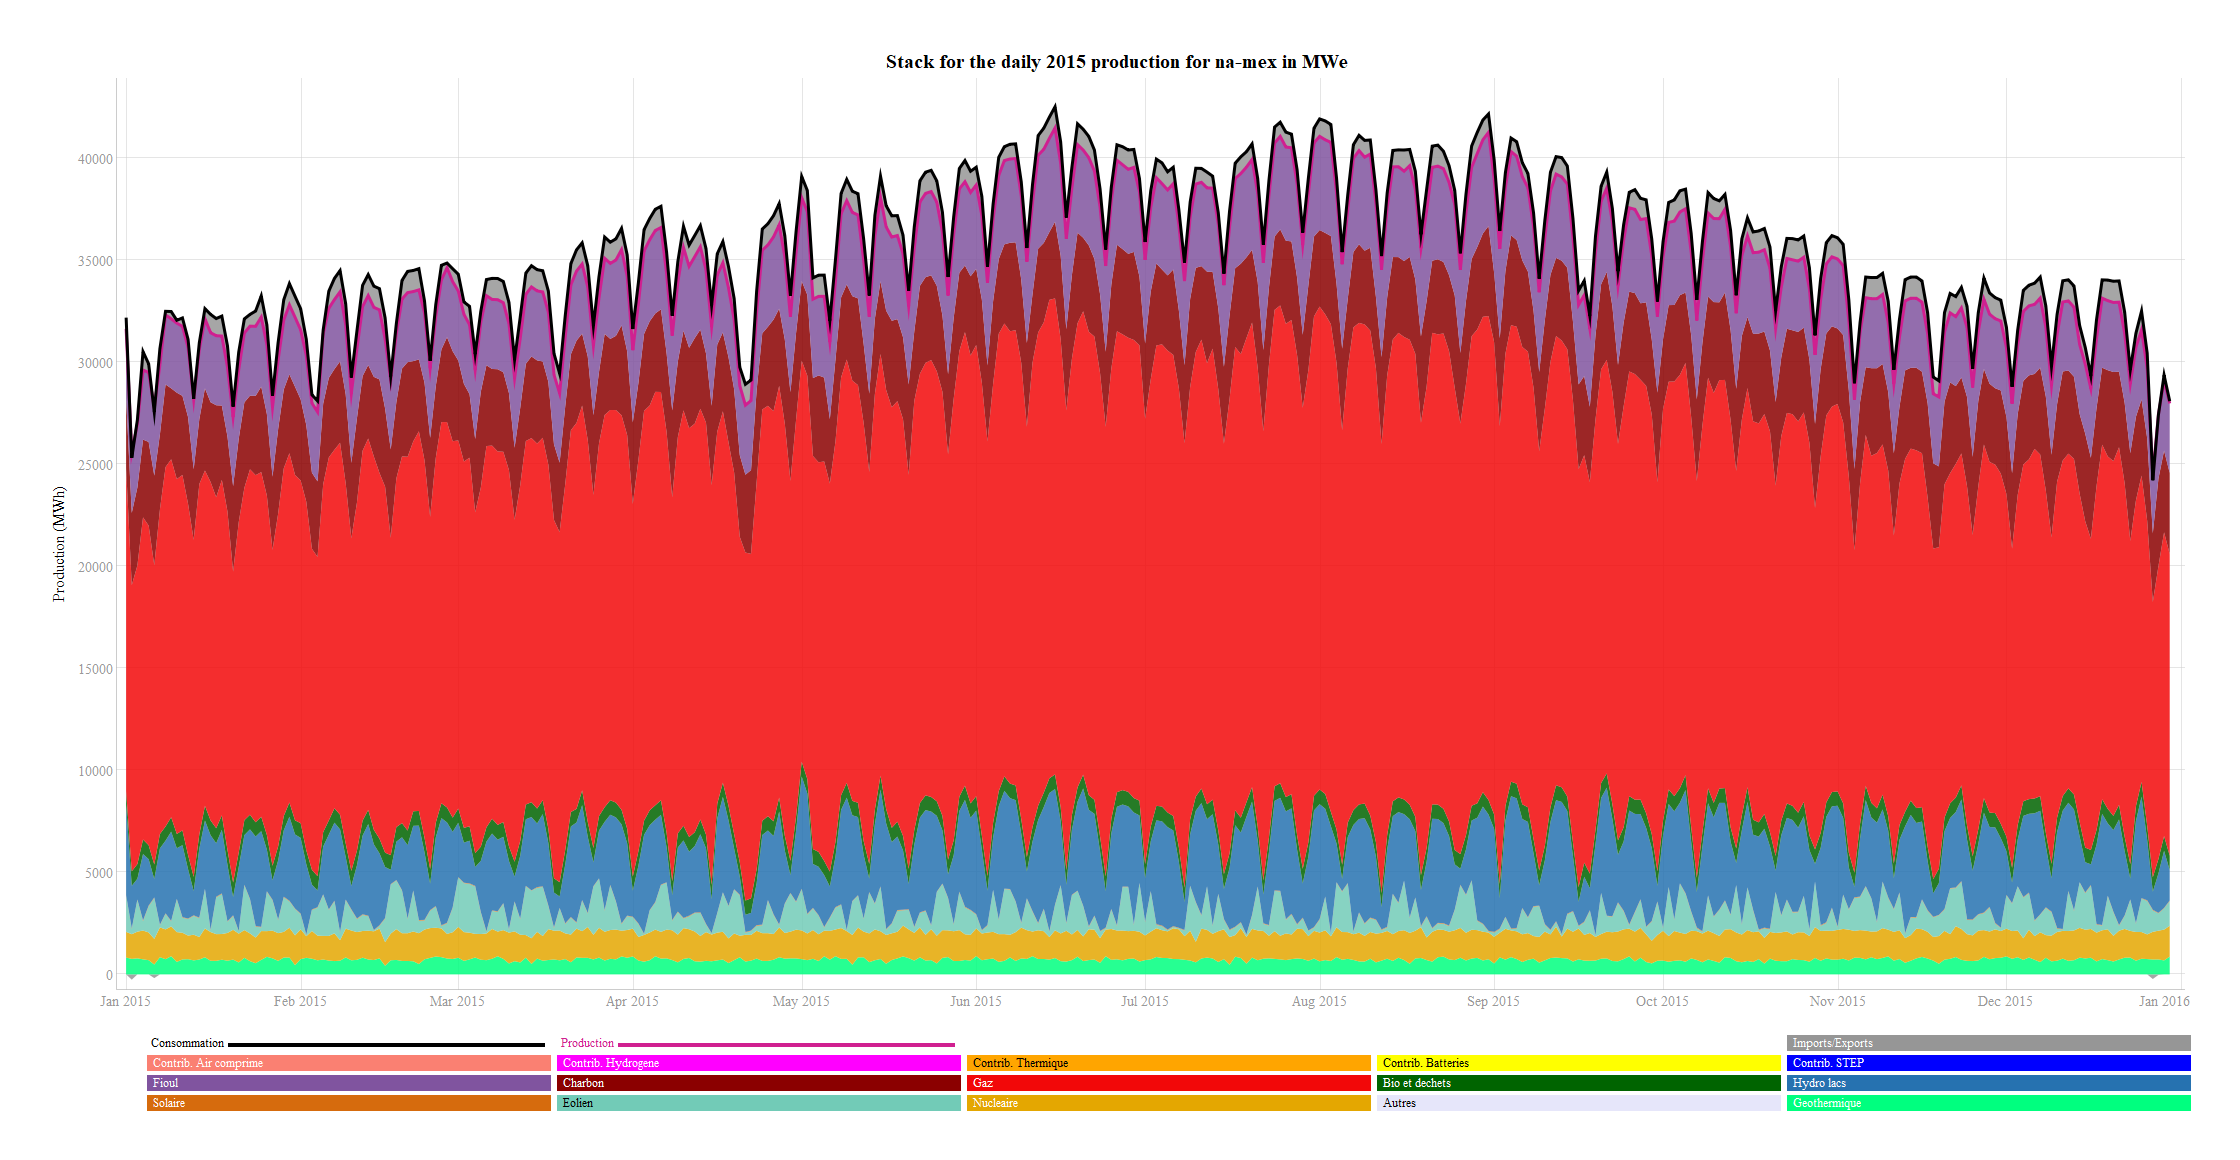 Stack for the daily 2015 production for na-mex in MWe
Production (MWh)
40000
35000
30000
25000
20000
15000
10000
5000
0
Jan 2015 Feb 2015 Mar 2015 Apr 2015 May 2015 Jun 2015 Jul 2015 Aug 2015 Sep 2015 Oct 2015 Nov 2015 Dec 2015 Jan 2016
Consommation Production Imports/Exports
Contrib. Air comprime Contrib. Hydrogene Contrib. Thermique Contrib. Batteries Contrib. STEP
Fioul Charbon Gaz Bio et dechets Hydro lacs
Solaire Eolien Nucleaire Autres Geothermique